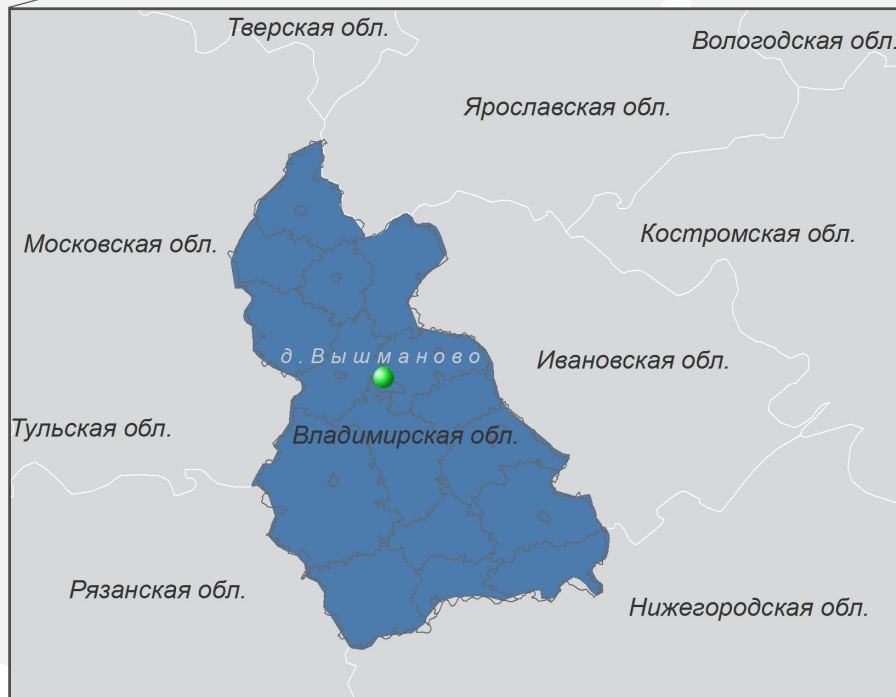 Тверская обл.
Вологодская обл.
Ярославская обл.
Московская обл.
Костромская обл.
д. Вышманово
Ивановская обл.
Тульская обл.
Владимирская обл.
Рязанская обл.
Нижегородская обл.